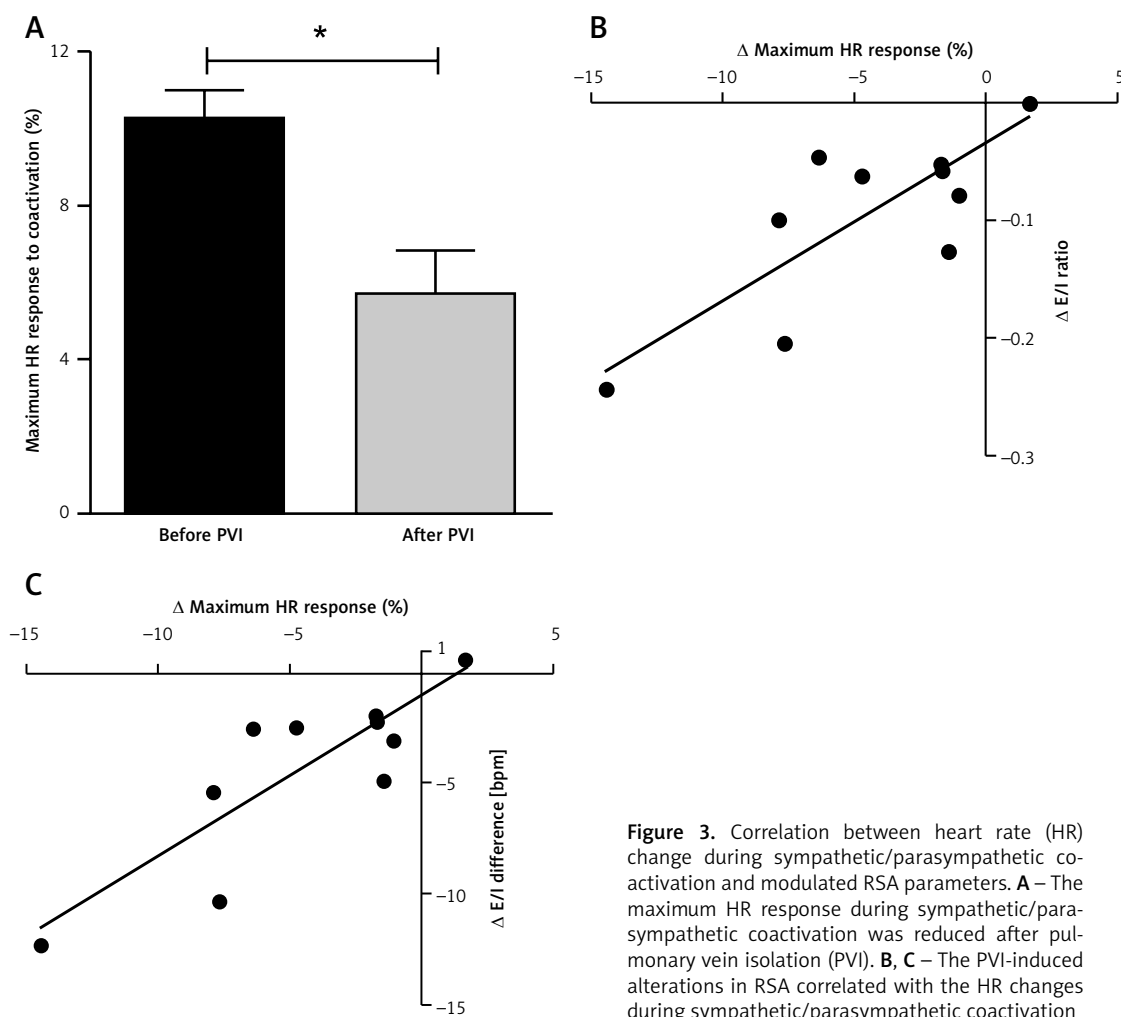 A
*
12
8
4
0
Maximum HR response to coactivation (%)
Before PVI After PVI
B
Δ Maximum HR response (%)
−15 −10 −5 0 5
−0.1
−0.2
−0.3
Δ E/I ratio
C
Δ Maximum HR response (%)
−15 −10 −5 1 5
−5
−10
−15
Δ E/I difference [bpm]
Figure 3. Correlation between heart rate (HR)
change during sympathetic/parasympathetic co-
activation and modulated RSA parameters. A – The
maximum HR response during sympathetic/para-
sympathetic coactivation was reduced after pul-
monary vein isolation (PVI). B, C – The PVI-induced
alterations in RSA correlated with the HR changes
during sympathetic/parasympathetic coactivation